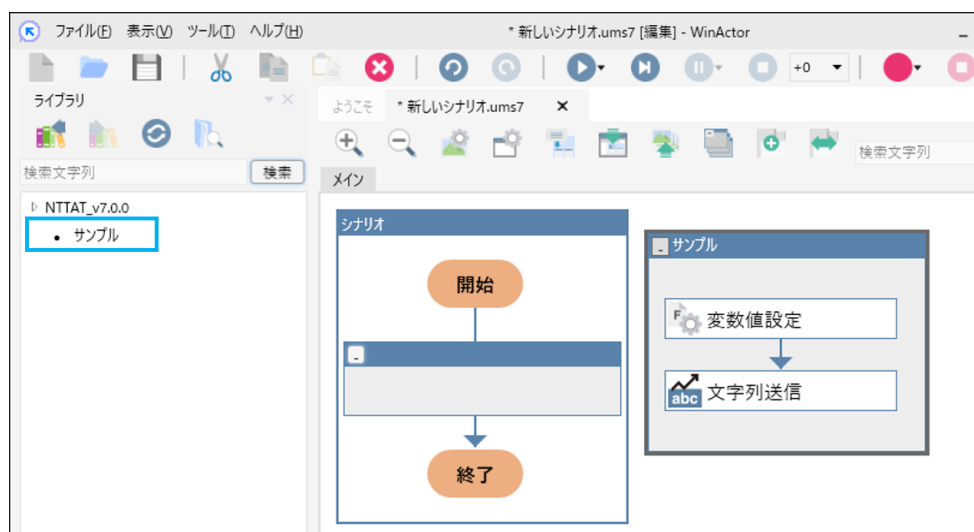 ファイル(F) 表示(V) ツール(T) ヘルプ(H)
* 新しいシナリオ.ums7 [編集] - WinActor
+0
ライブラリ
ようこそ
* 新しいシナリオ.ums7
検索文字列
検索
検索文字列
メイン
NTTAT_v7.0.0
サンプル
シナリオ
開始
終了
サンプル
F
変数値設定
abc
文字列送信